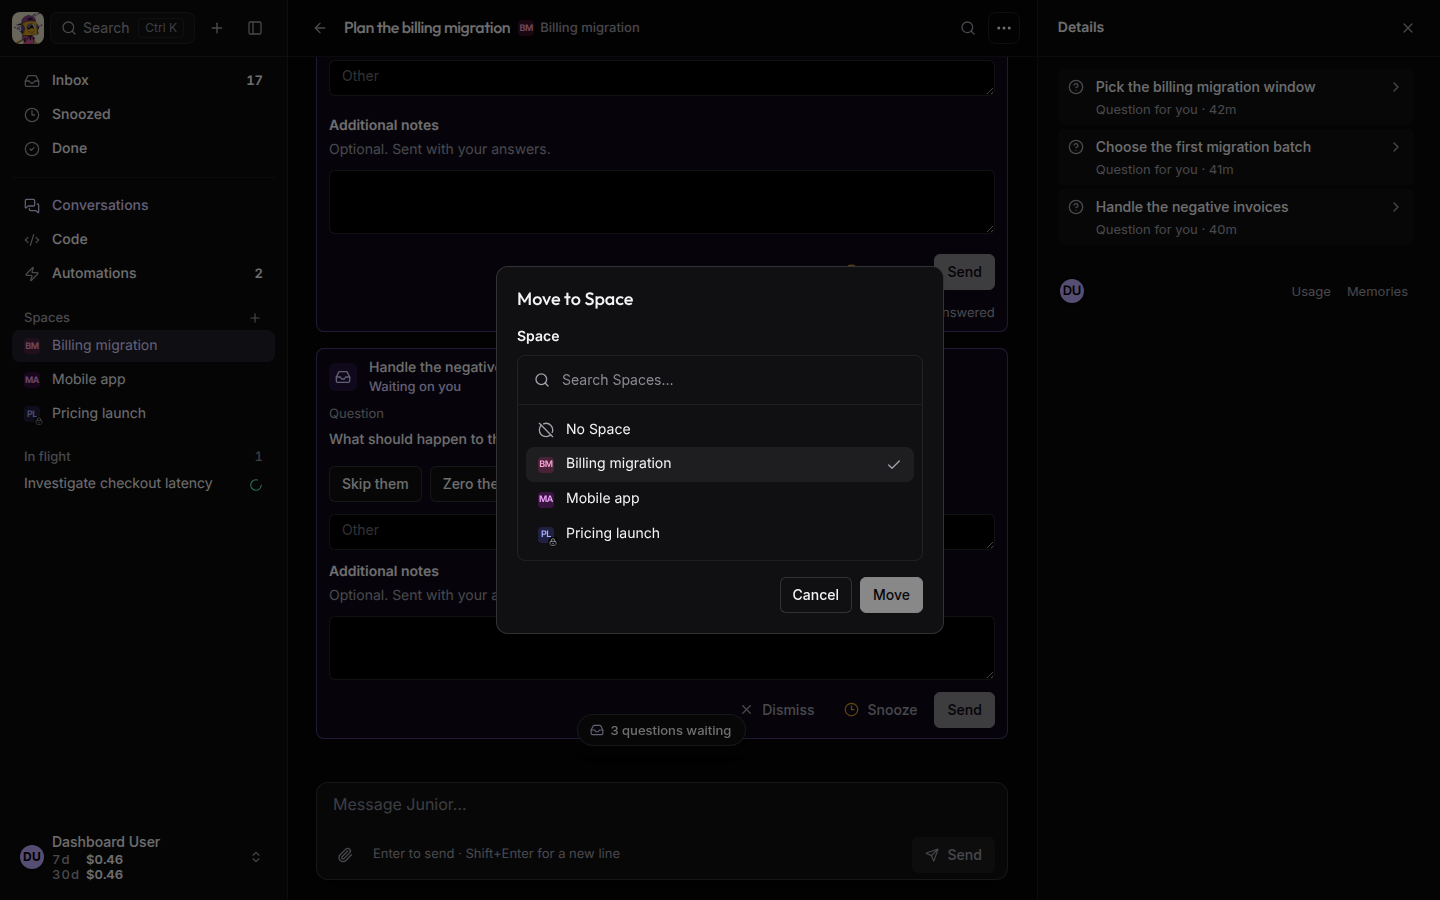 Search Ctrl K
Inbox 17
Snoozed
Done
Conversations
Code
Automations 2
Spaces
BM Billing migration
MA Mobile app
PL Pricing launch
In flight 1
Investigate checkout latency
DU Dashboard User
7d $0.46
30d $0.46
Plan the billing migration BM Billing migration
Other
Additional notes
Optional. Sent with your answers.
Send
nswered
Handle the negative
Waiting on you
Question
What should happen to th
Skip them
Zero the
Other
Additional notes
Optional. Sent with your a
Dismiss
Snooze
Send
3 questions waiting
Message Junior...
Enter to send · Shift+Enter for a new line
Send
Move to Space
Space
Search Spaces...
No Space
BM Billing migration
MA Mobile app
PL Pricing launch
Cancel
Move
Details
Pick the billing migration window
Question for you · 42m
Choose the first migration batch
Question for you · 41m
Handle the negative invoices
Question for you · 40m
DU
Usage
Memories